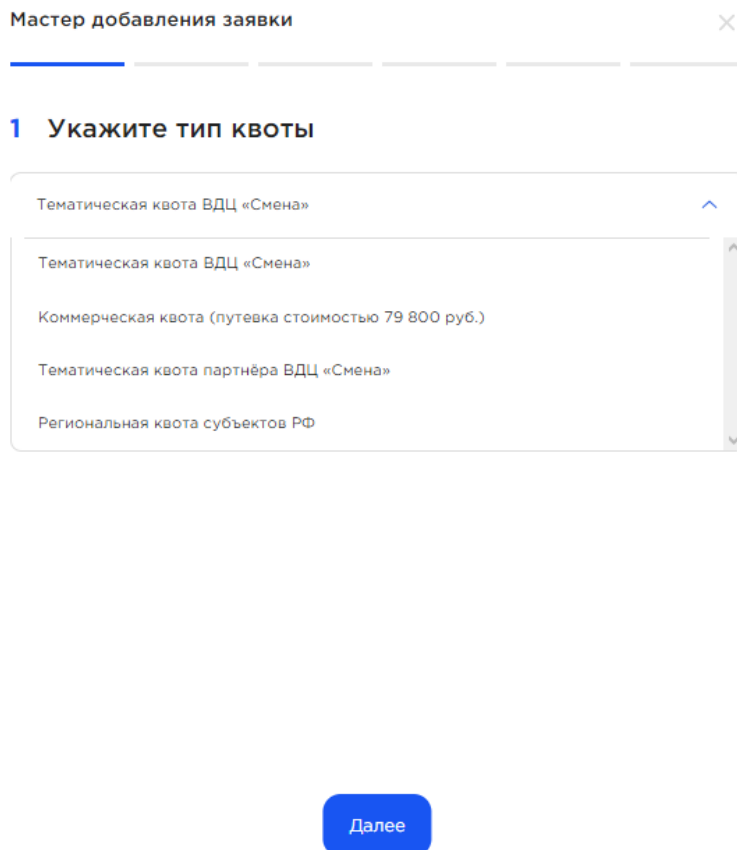 Мастер добавления заявки
1 Укажите тип квоты
Тематическая квота ВДЦ «Смена»
Тематическая квота ВДЦ «Смена»
Коммерческая квота (путевка стоимостью 79 800 руб.)
Тематическая квота партнёра ВДЦ «Смена»
Региональная квота субъектов РФ
Далее